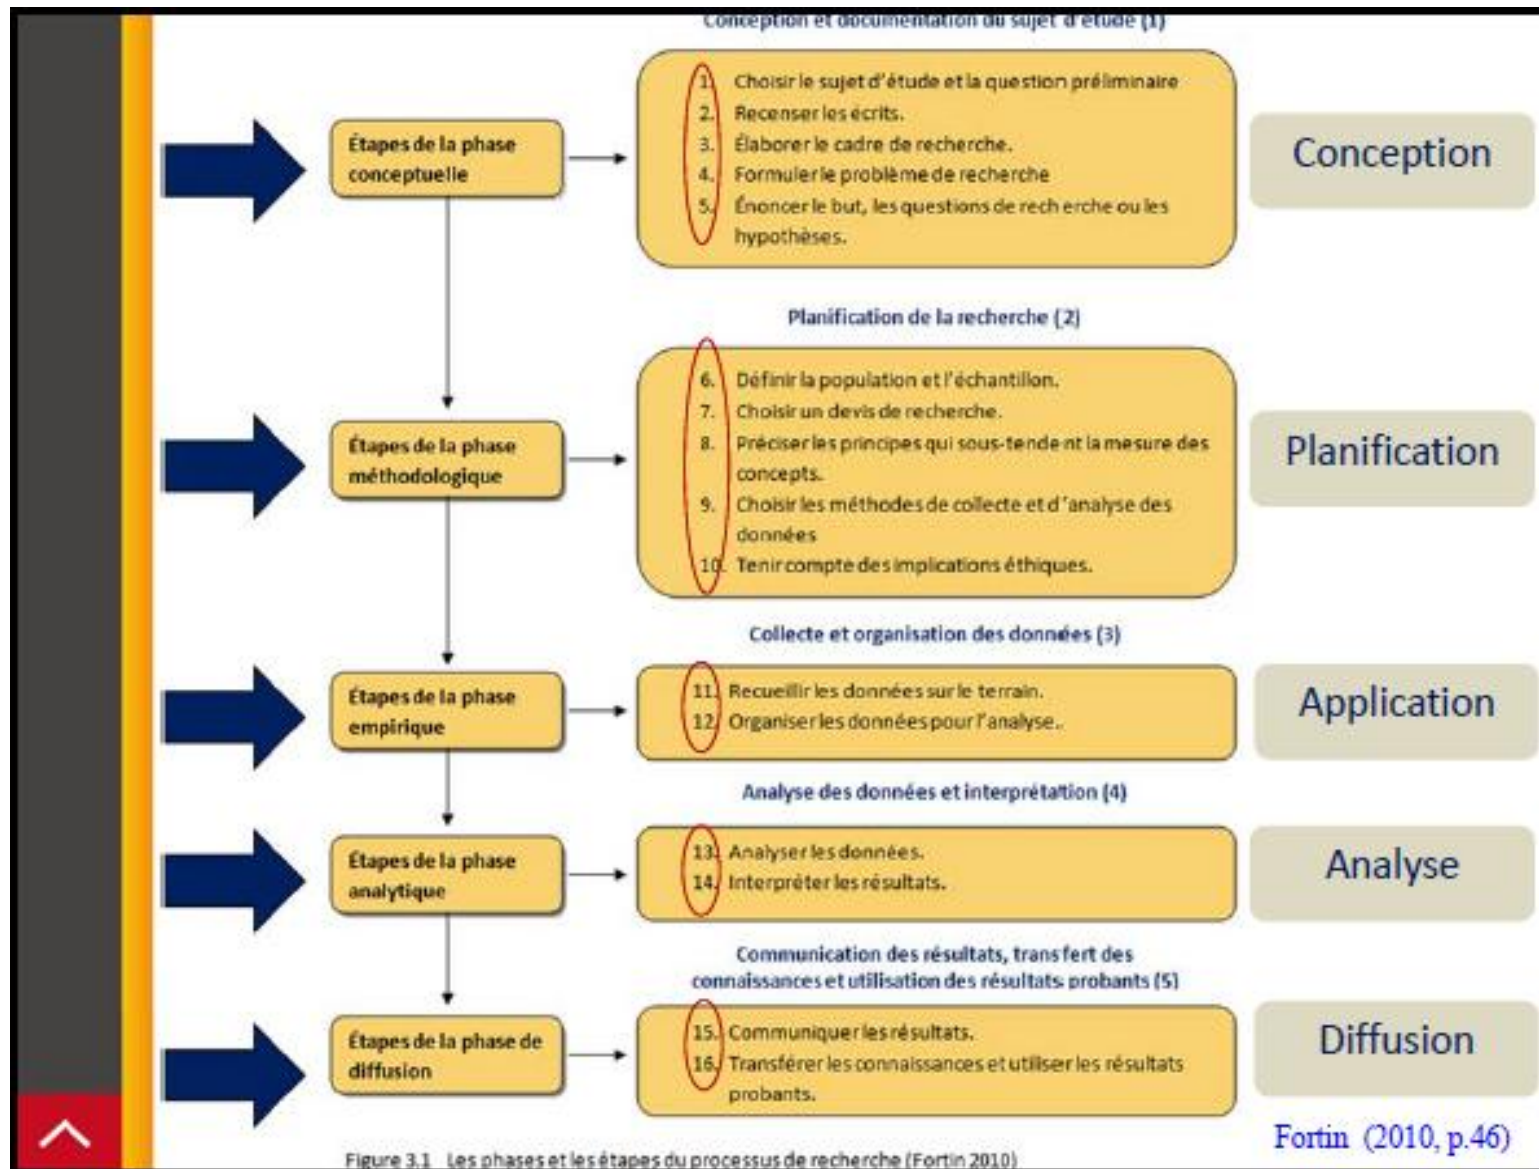 Conception et documentation du sujet d'étude (1)
Étapes de la phase
conceptuelle
1. Choisir le sujet d'étude et la question préliminaire
2. Recenser les écrits.
3. Élaborer le cadre de recherche.
4. Formuler le problème de recherche
5. Énoncer le but, les questions de rech erche ou les
hypothèses.
Conception
Planification de la recherche (2)
Étapes de la phase
méthodologique
6. Définir la population et l'échantillon.
7. Choisir un devis de recherche.
8. Préciser les principes qui sous-tende nt la mesure des
concepts.
9. Choisir les méthodes de collecte et d'analyse des
données
10. Tenir compte des implications éthiques.
Planification
Collecte et organisation des données (3)
Étapes de la phase
empirique
11. Recueillir les données sur le terrain.
12. Organiser les données pour l'analyse..
Application
Analyse des données et interprétation (4)
Étapes de la phase
analytique
13. Analyser les données.
14. Interpréter les résultats.
Analyse
Communication des résultats, transfert des
connaissances et utilisation des résultats probants (5)
Étapes de la phase de
diffusion
15. Communiquer les résultats.
16. Transférer les connaissances et utiliser les résultats
probants.
Diffusion
Fortin (2010, p.46)
Figure 3.1 Les phases et les étapes du processus de recherche (Fortin 2010)